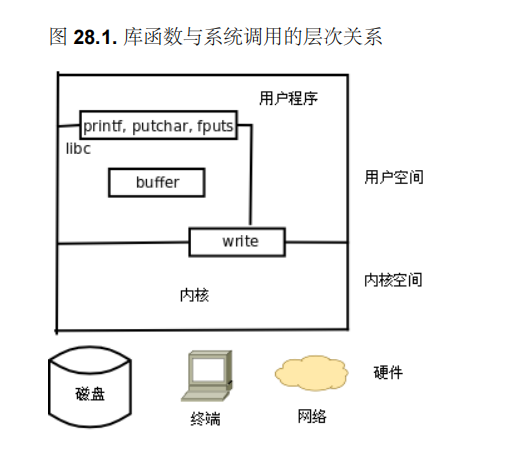 图 28.1. 库函数与系统调用的层次关系
用户程序
printf, putchar, fputs
libc
buffer
用户空间
write
内核空间
内核
磁盘
终端
网络
硬件